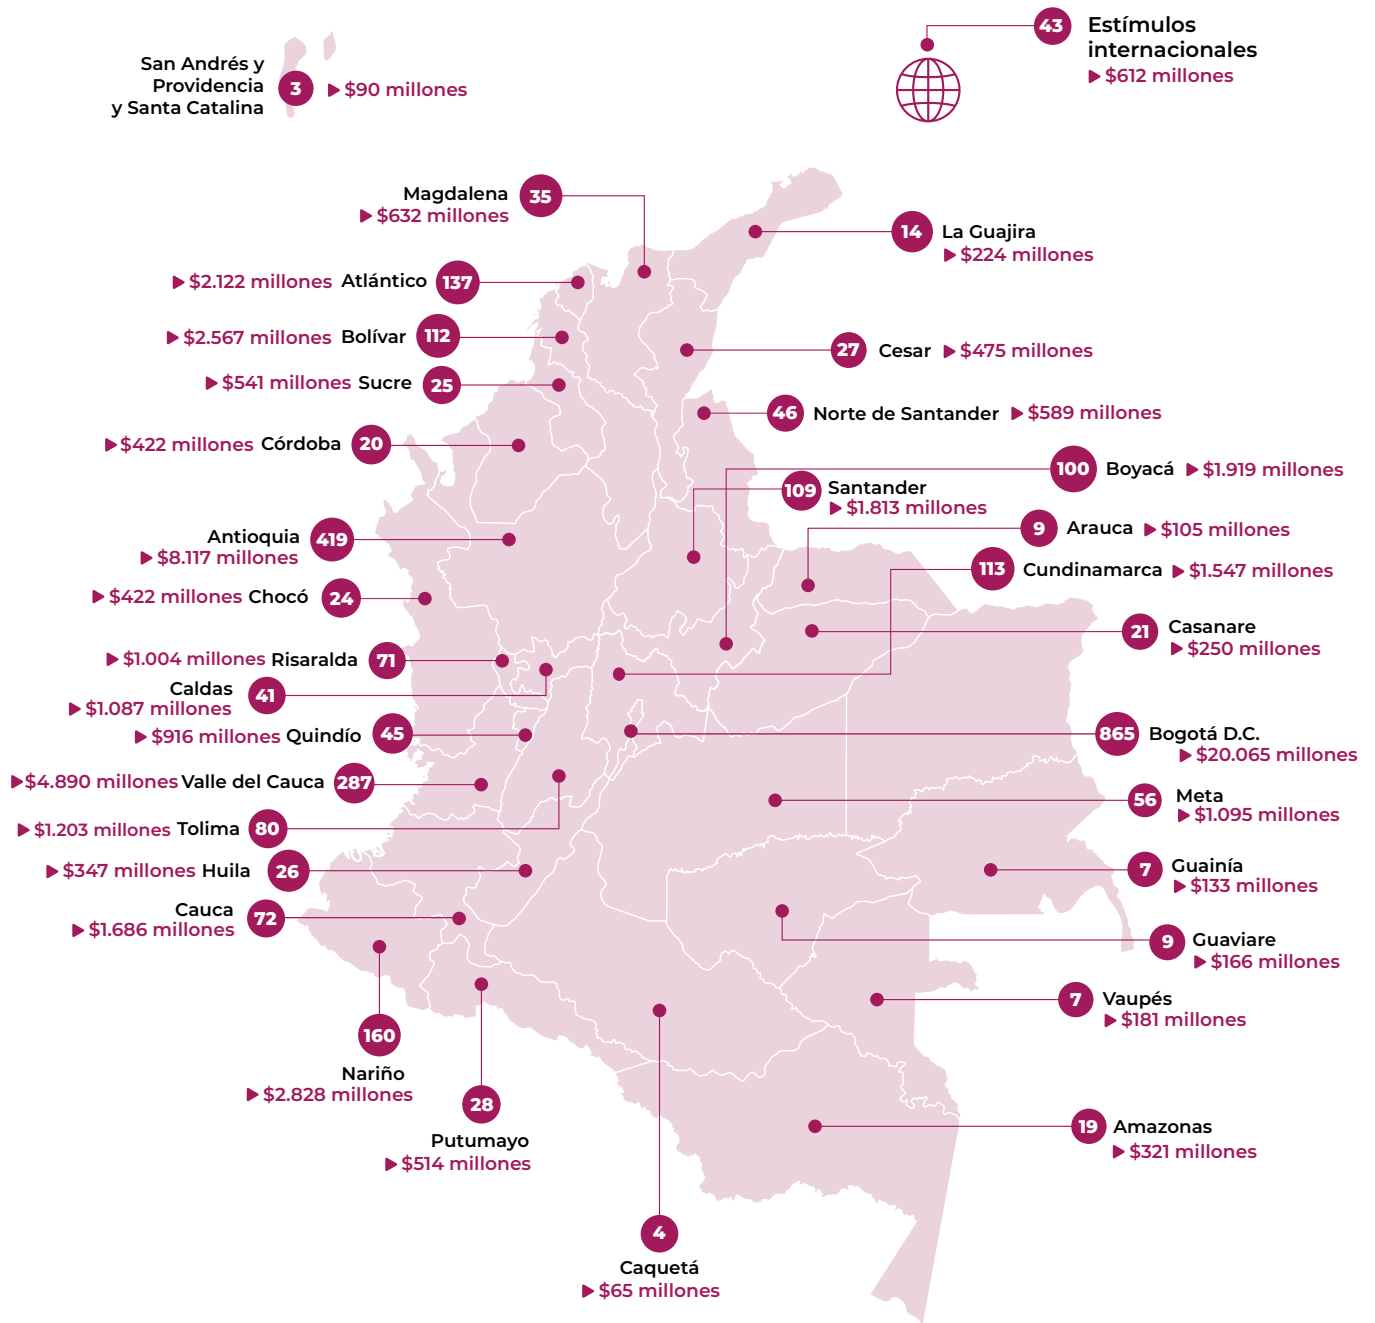 San Andrés y
Providencia
y Santa Catalina
3
$90 millones
43
Estímulos
internacionales
$612 millones
Magdalena
$632 millones
35
14
La Guajira
$224 millones
$2.122 millones Atlántico 137
$2.567 millones Bolívar 112
27 Cesar $475 millones
$541 millones Sucre 25
46 Norte de Santander $589 millones
$422 millones Córdoba 20
100 Boyacá $1.919 millones
109 Santander
$1.813 millones
9 Arauca $105 millones
Antioquia 419
$8.117 millones
113 Cundinamarca $1.547 millones
$422 millones Chocó 24
21 Casanare
$250 millones
$1.004 millones Risaralda 71
Caldas 41
$1.087 millones
$916 millones Quindío 45
865 Bogotá D.C.
$20.065 millones
$4.890 millones Valle del Cauca 287
56 Meta
$1.095 millones
$1.203 millones Tolima 80
$347 millones Huila 26
7 Guainía
$133 millones
Cauca 72
$1.686 millones
9 Guaviare
$166 millones
7 Vaupés
$181 millones
160
Nariño
$2.828 millones
28
Putumayo
$514 millones
19 Amazonas
$321 millones
4
Caquetá
$65 millones